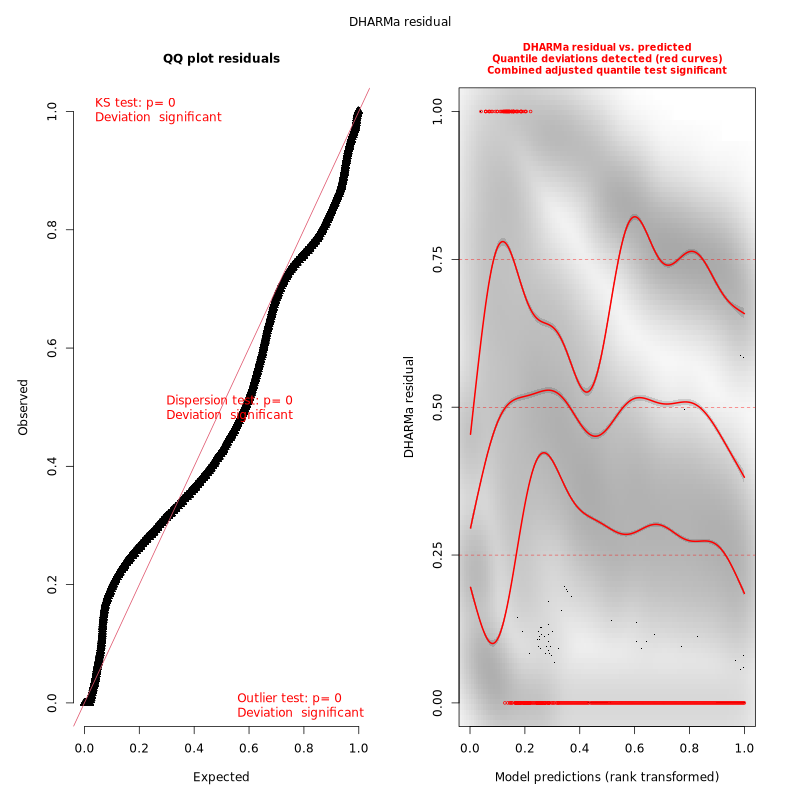 DHARMa residual
QQ plot residuals
KS test: p= 0
Deviation  significant
Dispersion test: p= 0
Deviation  significant
Outlier test: p= 0
Deviation  significant
Observed
0.0 0.2 0.4 0.6 0.8 1.0
0.0 0.2 0.4 0.6 0.8 1.0
Expected
DHARMa residual vs. predicted
Quantile deviations detected (red curves)
Combined adjusted quantile test significant
DHARMa residual
0.00 0.25 0.50 0.75 1.00
0.0 0.2 0.4 0.6 0.8 1.0
Model predictions (rank transformed)